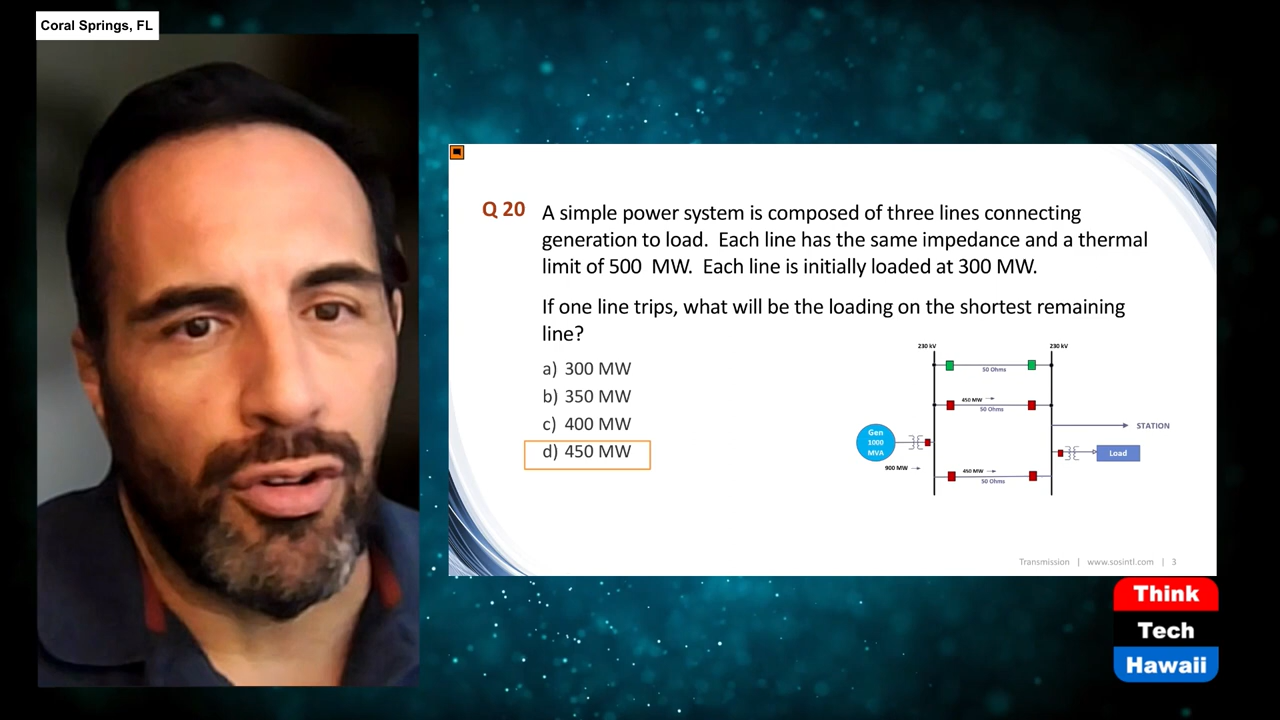 Coral Springs, FL
Q 20
A simple power system is composed of three lines connecting
generation to load. Each line has the same impedance and a thermal
limit of 500 MW. Each line is initially loaded at 300 MW.
If one line trips, what will be the loading on the shortest remaining
line?
a) 300 MW
b) 350 MW
c) 400 MW
d) 450 MW
230 kV
230 kV
50 Ohms
450 MW
50 Ohms
STATION
Gen
1000
MVA
Load
900 MW
450 MW
50 Ohms
Transmission | www.sosintl.com | 3
Think
Tech
Hawaii